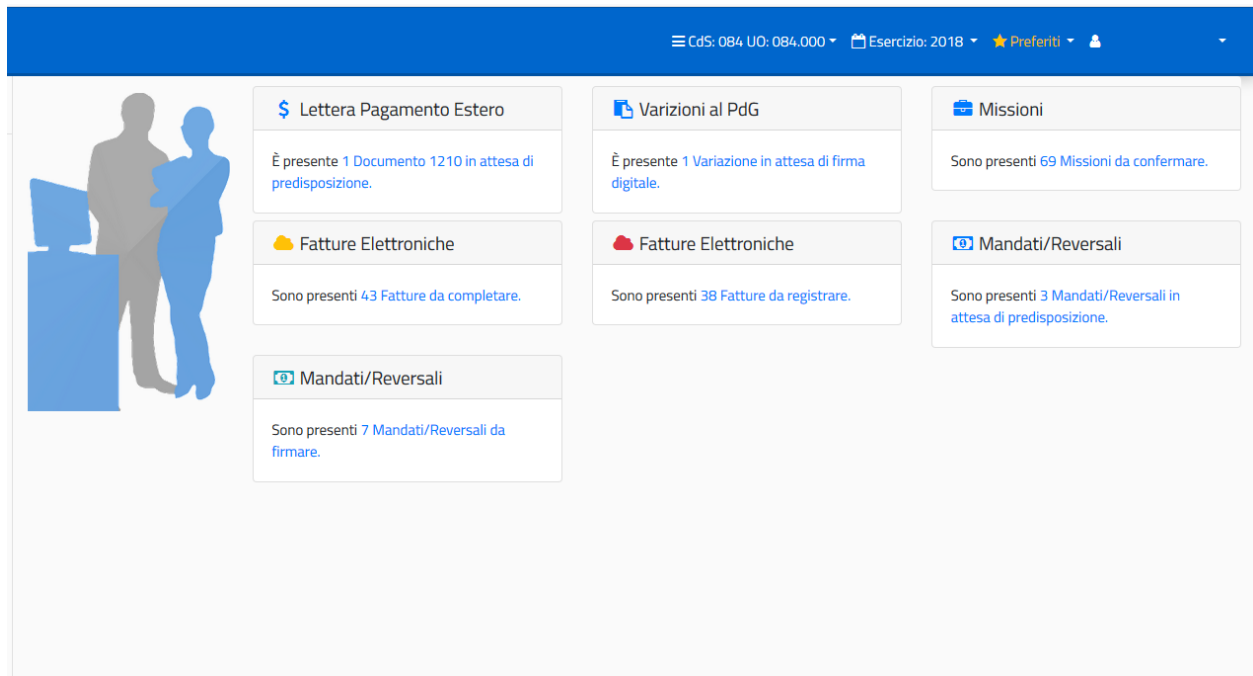 CdS: 084 UO: 084.000 Esercizio: 2018 Preferiti
Lettera Pagamento Estero
È presente 1 Documento 1210 in attesa di
predisposizione.
Varizioni al PdG
È presente 1 Variazione in attesa di firma
digitale.
Missioni
Sono presenti 69 Missioni da confermare.
Fatture Elettroniche
Sono presenti 43 Fatture da completare.
Fatture Elettroniche
Sono presenti 38 Fatture da registrare.
Mandati/Reversali
Sono presenti 3 Mandati/Reversali in
attesa di predisposizione.
Mandati/Reversali
Sono presenti 7 Mandati/Reversali da
firmare.